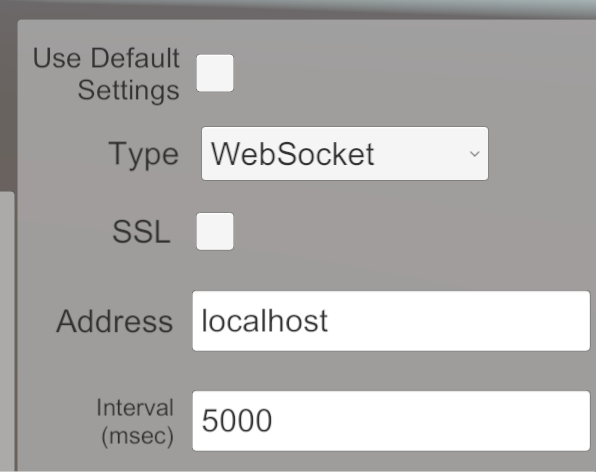 Use Default
Settings
Type WebSocket
SSL
Address localhost
Interval
(msec) 5000